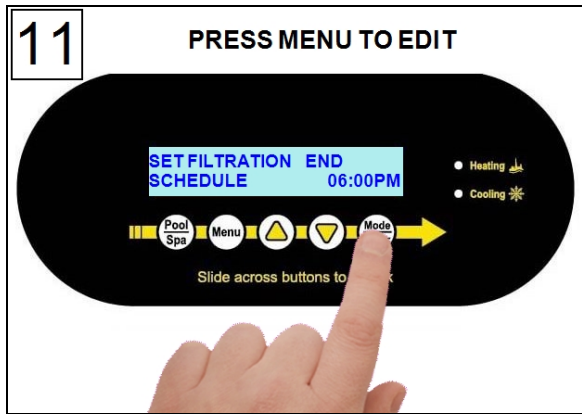 11
PRESS MENU TO EDIT
SET FILTRATION END
SCHEDULE 06:00PM
Heating
Cooling
Pool
Spa
Menu
Mode
Slide across buttons to